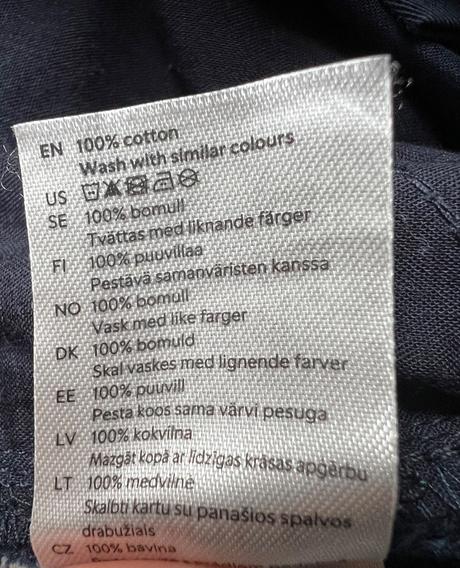 EN 100% cotton
Wash with similar colours
US
SE 100% bomull
Tvättas med liknande färger
FI 100% puuvillaa
Pestävä samanväristen kanssa
NO 100% bomull
Vask med like farger
DK 100% bomuld
Skal vaskes med lignende farver
EE 100% puuvill
Pesta koos sama värvi pesuga
LV 100% kokvilna
Mazgāt kopā ar līdzīgas krāsas apģērbu
LT 100% medvilnė
Skalbti kartu su panašios spalvos
drabužiais
CZ 100% bavlna